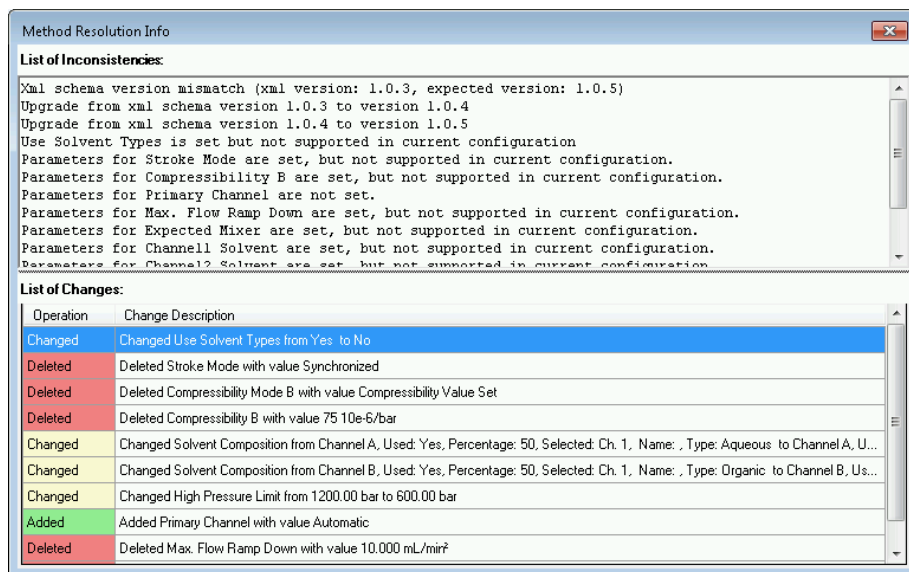 Method Resolution Info
List of Inconsistencies:
Xml schema version mismatch (xml version: 1.0.3, expected version: 1.0.5)
Upgrade from xml schema version 1.0.3 to version 1.0.4
Upgrade from xml schema version 1.0.4 to version 1.0.5
Use Solvent Types is set but not supported in current configuration
Parameters for Stroke Mode are set, but not supported in current configuration.
Parameters for Compressibility B are set, but not supported in current configuration.
Parameters for Primary Channel are not set.
Parameters for Max. Flow Ramp Down are set, but not supported in current configuration.
Parameters for Expected Mixer are set, but not supported in current configuration.
Parameters for Channel1 Solvent are set, but not supported in current configuration.
Parameters for Channel2 Solvent are set, but not supported in current configuration
List of Changes:
Operation Change Description
Changed Changed Use Solvent Types from Yes to No
Deleted Deleted Stroke Mode with value Synchronized
Deleted Deleted Compressibility Mode B with value Compressibility Value Set
Deleted Deleted Compressibility B with value 75 10e-6/bar
Changed Changed Solvent Composition from Channel A, Used: Yes, Percentage: 50, Selected: Ch. 1, Name: , Type: Aqueous to Channel A, U...
Changed Changed Solvent Composition from Channel B, Used: Yes, Percentage: 50, Selected: Ch. 1, Name: , Type: Organic to Channel B, Us...
Changed Changed High Pressure Limit from 1200.00 bar to 600.00 bar
Added Added Primary Channel with value Automatic
Deleted Deleted Max. Flow Ramp Down with value 10.000 mL/min²